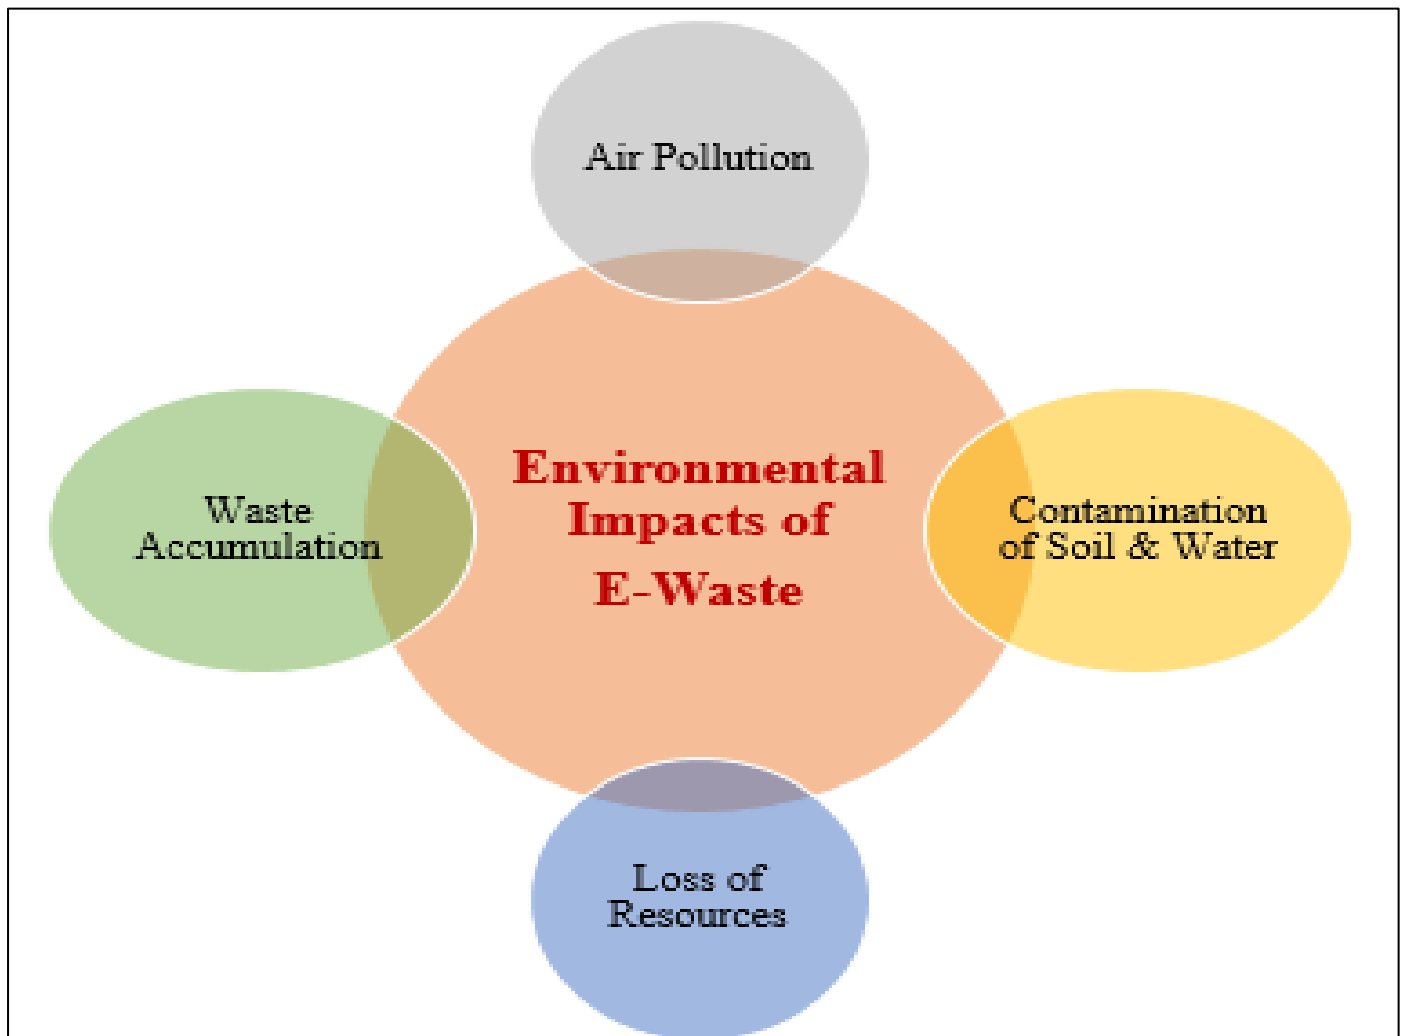 Air Pollution
Environmental
Impacts of
E-Waste
Waste
Accumulation
Contamination
of Soil & Water
Loss of
Resources